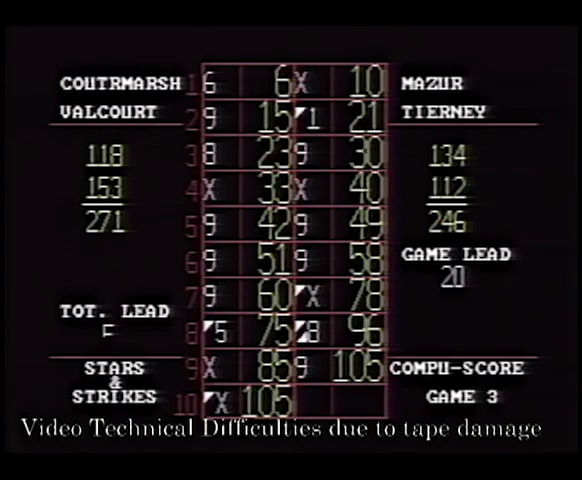 COUTRMARSH
VALCOURT
118
153
271
TOT. LEAD
STARS
&
STRIKES
1 6 6 X 10
2 9 15 1 21
3 8 23 9 30
4 X 33 X 40
5 9 42 9 49
6 9 51 9 58
7 9 60 X 78
8 5 75 8 96
9 X 85 9 105
10 X 105
MAZUR
TIERNEY
134
112
246
GAME LEAD
20
COMPU-SCORE
GAME 3
Video Technical Difficulties due to tape damage